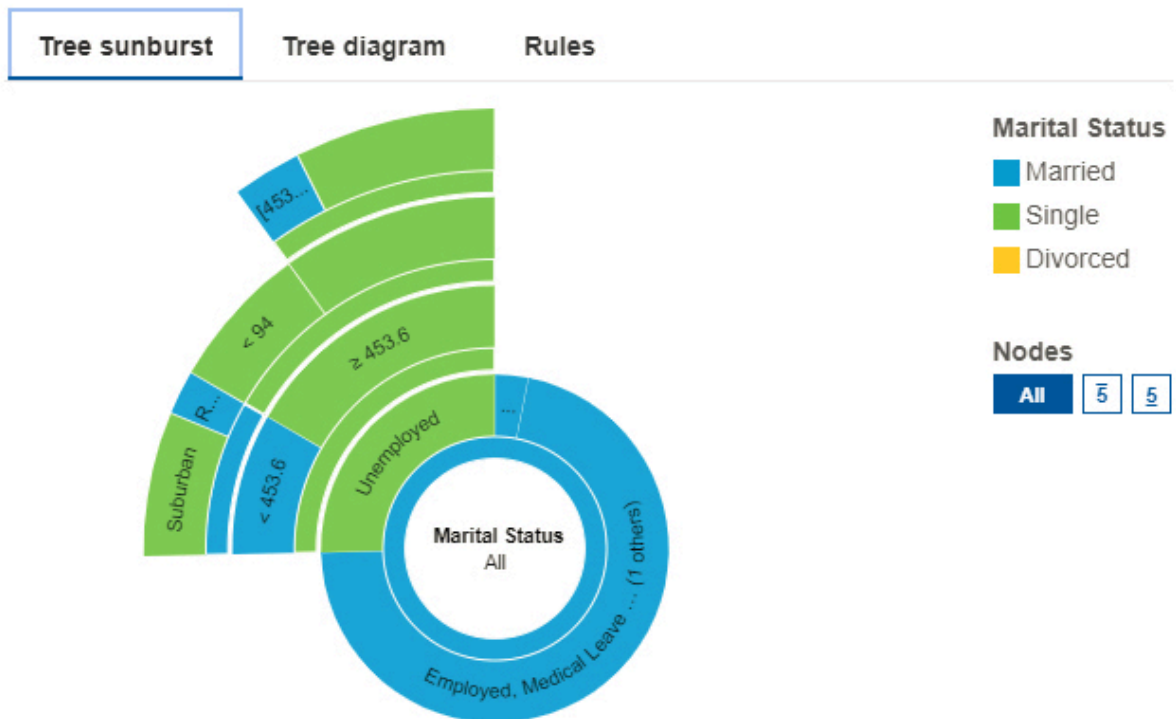 Tree sunburst Tree diagram Rules
Marital Status
Married
Single
Divorced
Nodes
All 5 5
[453...
< 94
≥ 453.6
R...
Suburban
< 453.6
Unemployed
...
Marital Status
All
Employed, Medical Leave ... (1 others)